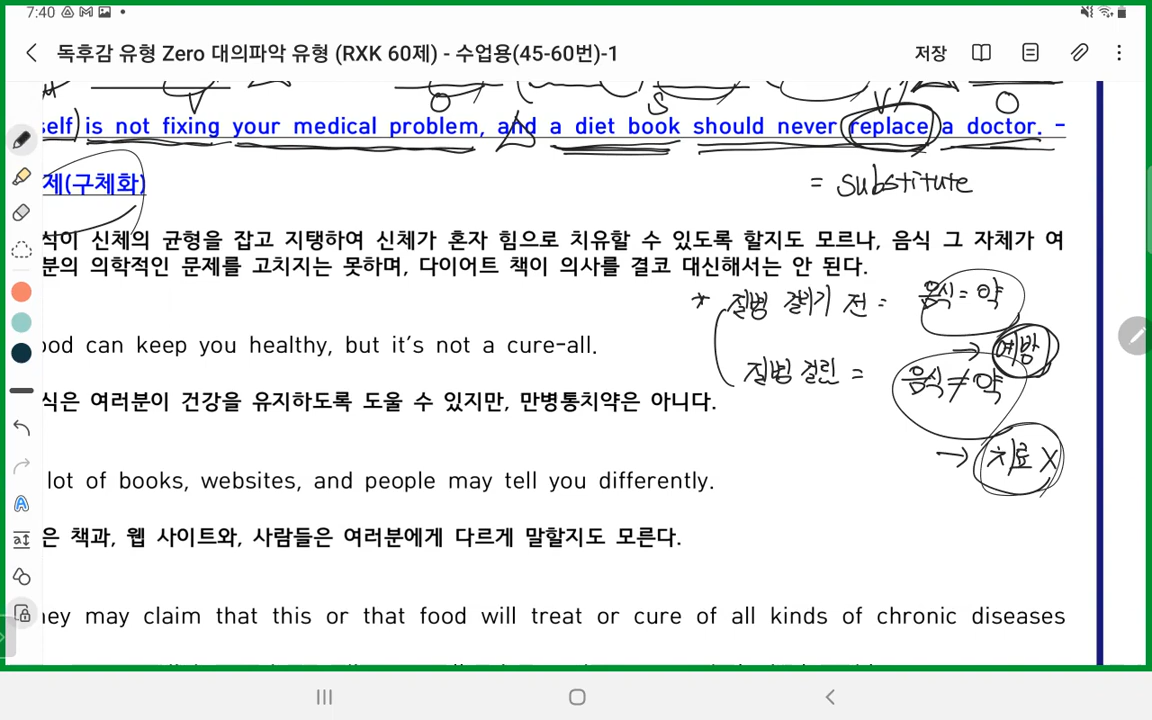 7:40
독후감 유형 Zero 대의파악 유형 (RXK 60제) - 수업용(45-60번)-1
저장
V
O
S
V
O
self) is not fixing your medical problem, and a diet book should never replace a doctor. -
제(구체화)
= substitute
식이 신체의 균형을 잡고 지탱하여 신체가 혼자 힘으로 치유할 수 있도록 할지도 모르나, 음식 그 자체가 여
분의 의학적인 문제를 고치지는 못하며, 다이어트 책이 의사를 결코 대신해서는 안 된다.
* 질병 걸리기 전 = 음식 = 약
→ 예방
ood can keep you healthy, but it's not a cure-all.
질병 걸린 = 음식 ≠ 약
식은 여러분이 건강을 유지하도록 도울 수 있지만, 만병통치약은 아니다.
→ 치료 X
lot of books, websites, and people may tell you differently.
은 책과, 웹 사이트와, 사람들은 여러분에게 다르게 말할지도 모른다.
hey may claim that this or that food will treat or cure of all kinds of chronic diseases